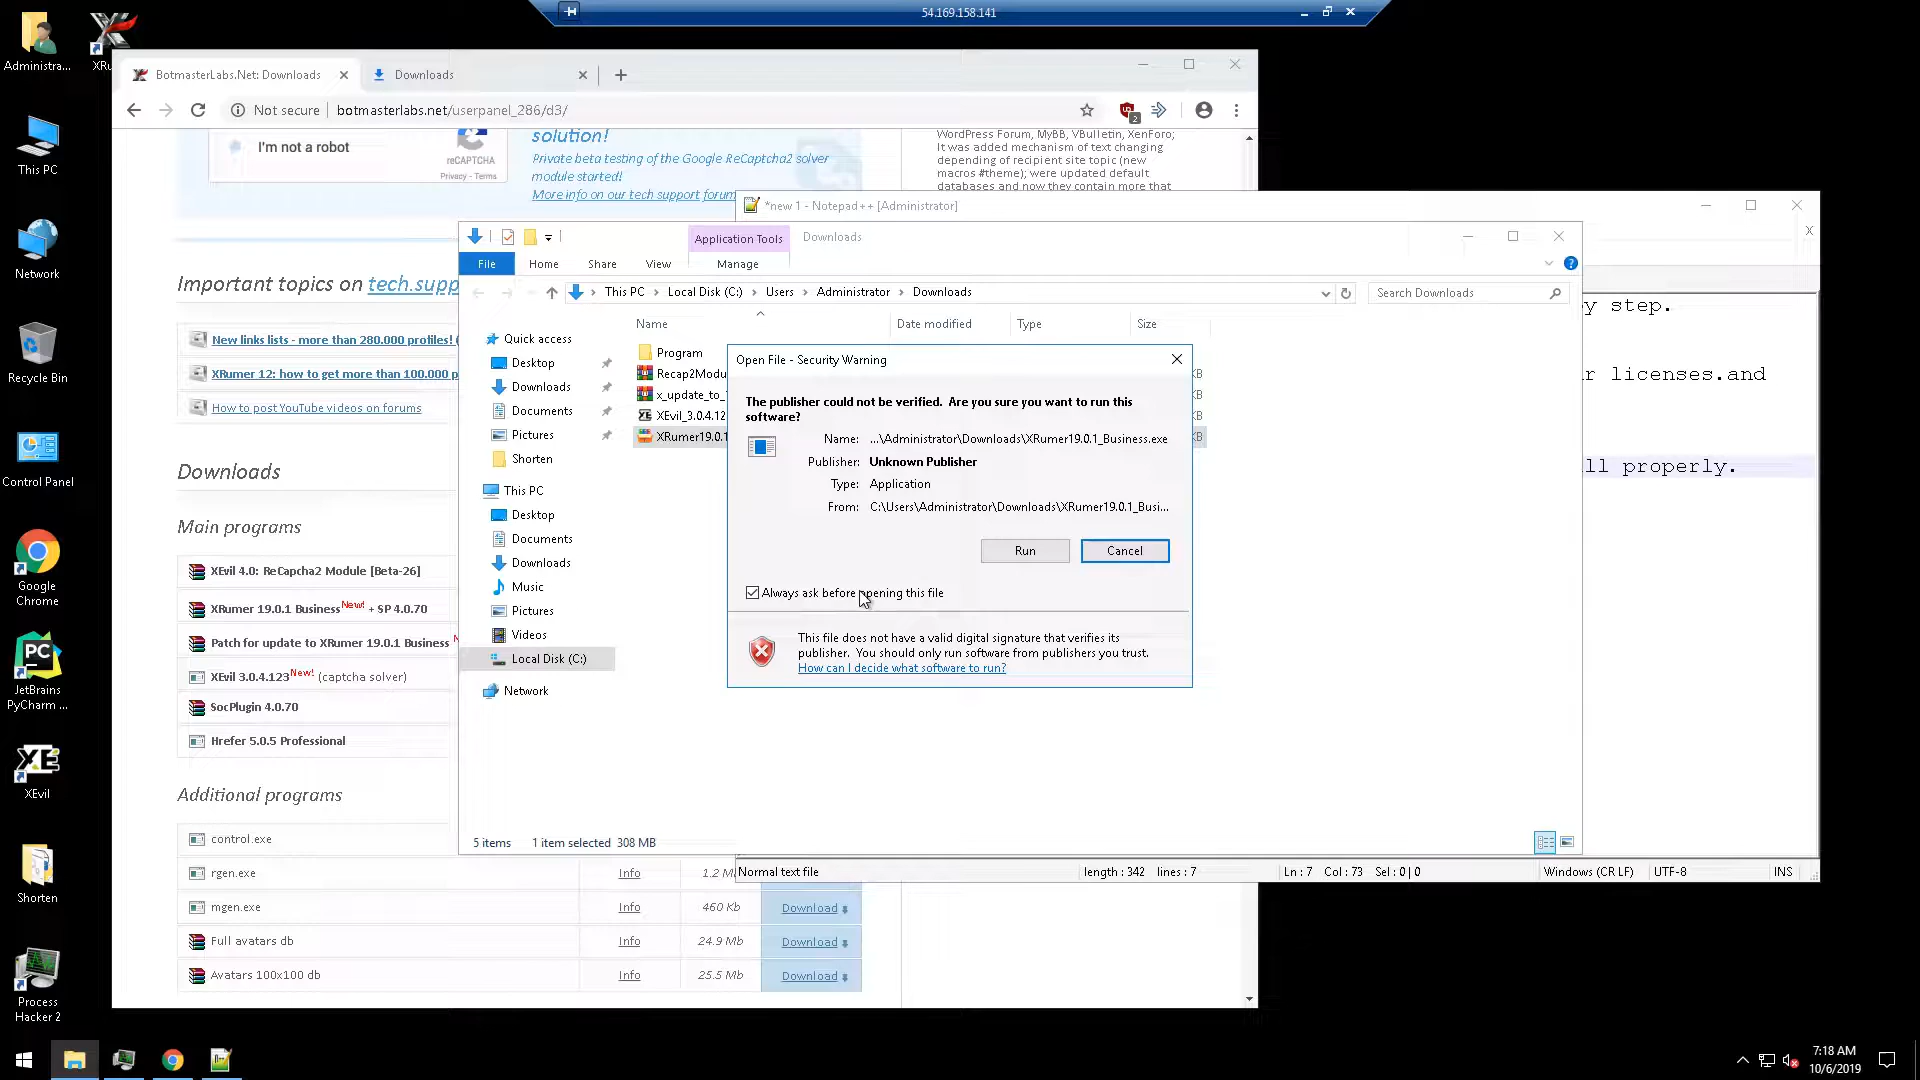 54.169.158.141
Administra...
XRu
This PC
Network
Recycle Bin
Control Panel
Google
Chrome
JetBrains
PyCharm ...
XEvil
Shorten
Process
Hacker 2
BotmasterLabs.Net: Downloads
Downloads
Not secure
botmasterlabs.net/userpanel_286/d3/
2
I'm not a robot
reCAPTCHA
Privacy - Terms
solution!
Private beta testing of the Google ReCaptcha2 solver
module started!
More info on our tech support forum
WordPress Forum, MyBB, VBulletin, XenForo;
It was added mechanism of text changing
depending of recipient site topic (new
macros #theme); were updated default
databases and now they contain more that
Important topics on tech.supp
New links lists - more than 280.000 profiles! (
XRumer 12: how to get more than 100.000 p
How to post YouTube videos on forums
Downloads
Main programs
XEvil 4.0: ReCapcha2 Module [Beta-26]
XRumer 19.0.1 Business New! + SP 4.0.70
Patch for update to XRumer 19.0.1 Business N
XEvil 3.0.4.123 New! (captcha solver)
SocPlugin 4.0.70
Hrefer 5.0.5 Professional
Additional programs
control.exe
rgen.exe Info 1.2 M
mgen.exe Info 460 Kb Download
Full avatars db Info 24.9 Mb Download
Avatars 100x100 db Info 25.5 Mb Download
*new 1 - Notepad++ [Administrator]
X
y step.
r licenses.and
ll properly.
Normal text file
length : 342 lines : 7
Ln : 7 Col : 73 Sel : 0 | 0
Windows (CR LF)
UTF-8
INS
Application Tools
Downloads
File
Home
Share
View
Manage
This PC
Local Disk (C:)
Users
Administrator
Downloads
Search Downloads
Name
Date modified
Type
Size
Quick access
Desktop
Downloads
Documents
Pictures
Shorten
This PC
Desktop
Documents
Downloads
Music
Pictures
Videos
Local Disk (C:)
Network
Program
Recap2Modu
KB
x_update_to_
KB
XEvil_3.0.4.12
KB
XRumer19.0.1
KB
5 items
1 item selected 308 MB
Open File - Security Warning
The publisher could not be verified. Are you sure you want to run this
software?
Name: ...\Administrator\Downloads\XRumer19.0.1_Business.exe
Publisher: Unknown Publisher
Type: Application
From: C:\Users\Administrator\Downloads\XRumer19.0.1_Busi...
Run
Cancel
Always ask before opening this file
This file does not have a valid digital signature that verifies its
publisher. You should only run software from publishers you trust.
How can I decide what software to run?
7:18 AM
10/6/2019